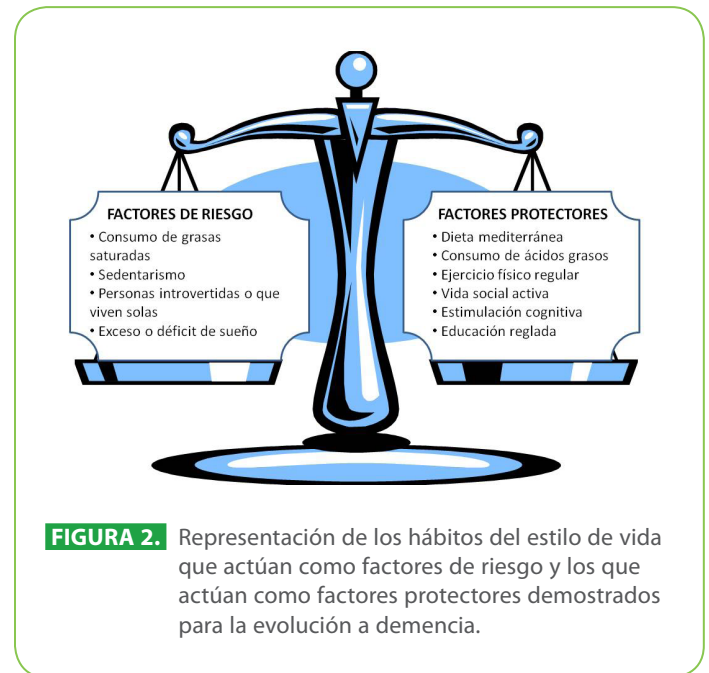 FACTORES DE RIESGO
• Consumo de grasas
saturadas
• Sedentarismo
• Personas introvertidas o que
viven solas
• Exceso o déficit de sueño
FACTORES PROTECTORES
• Dieta mediterránea
• Consumo de ácidos grasos
• Ejercicio físico regular
• Vida social activa
• Estimulación cognitiva
• Educación reglada
FIGURA 2. Representación de los hábitos del estilo de vida
que actúan como factores de riesgo y los que
actúan como factores protectores demostrados
para la evolución a demencia.